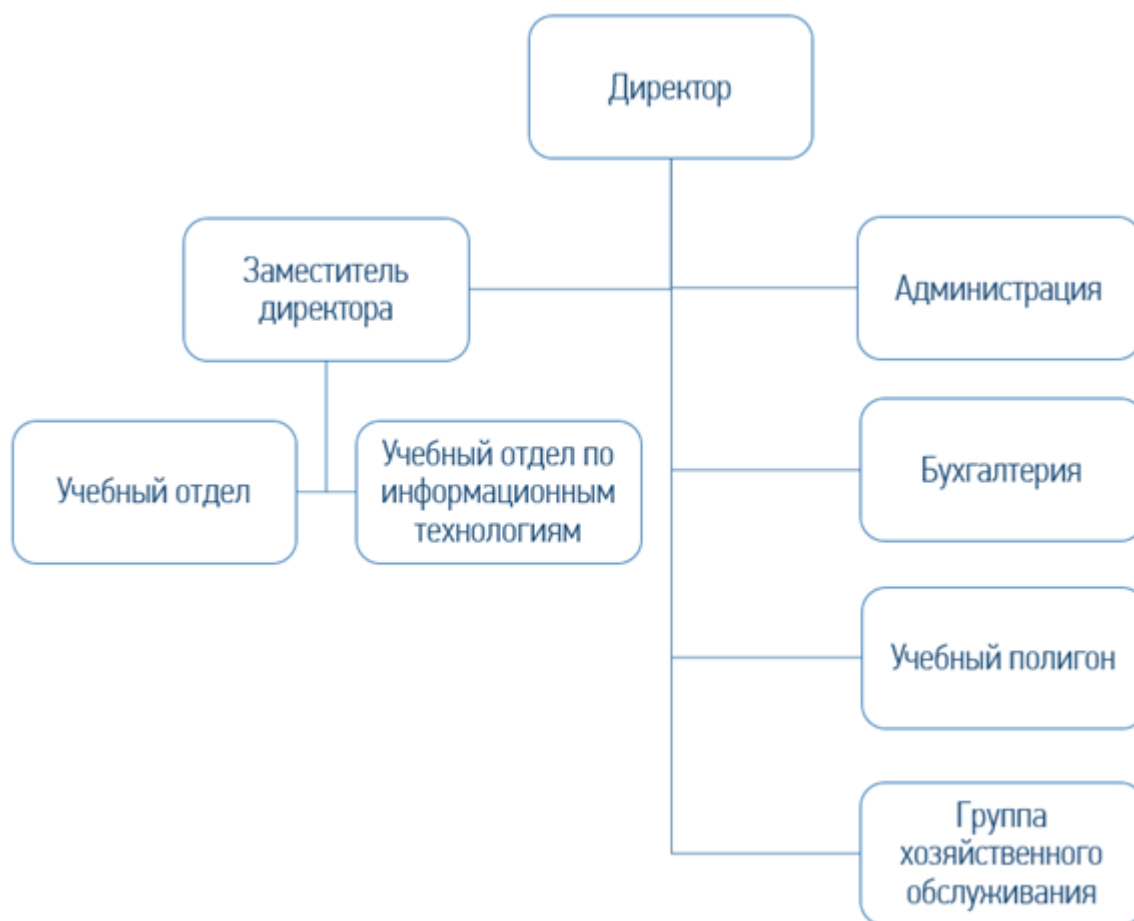 Директор
Заместитель
директора
Администрация
Учебный отдел
Учебный отдел по
информационным
технологиям
Бухгалтерия
Учебный полигон
Группа
хозяйственного
обслуживания